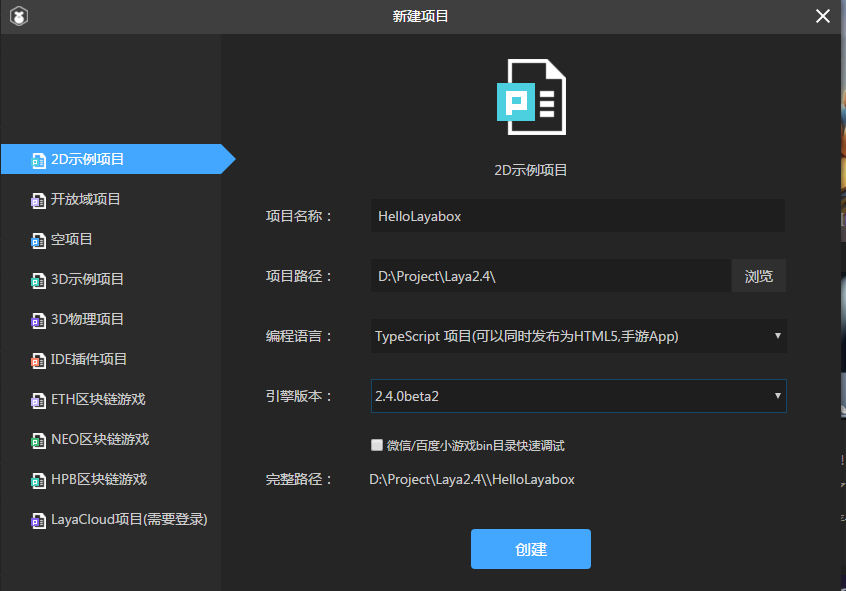 新建项目
2D示例项目
开放域项目
空项目
3D示例项目
3D物理项目
IDE插件项目
ETH区块链游戏
NEO区块链游戏
HPB区块链游戏
LayaCloud项目(需要登录)
2D示例项目
项目名称： HelloLayabox
项目路径： D:\Project\Laya2.4\ 浏览
编程语言： TypeScript 项目(可以同时发布为HTML5,手游App)
引擎版本： 2.4.0beta2
微信/百度小游戏bin目录快速调试
完整路径： D:\Project\Laya2.4\\HelloLayabox
创建